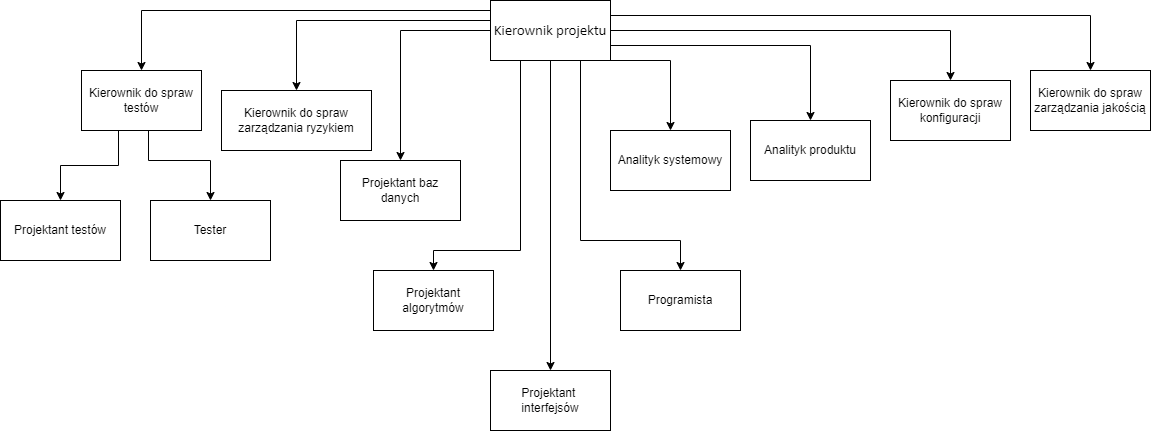 Kierownik projektu
Kierownik do spraw
testów
Kierownik do spraw
zarządzania ryzykiem
Kierownik do spraw
konfiguracji
Kierownik do spraw
zarządzania jakością
Projektant baz
danych
Analityk systemowy
Analityk produktu
Projektant testów
Tester
Projektant
algorytmów
Programista
Projektant
interfejsów